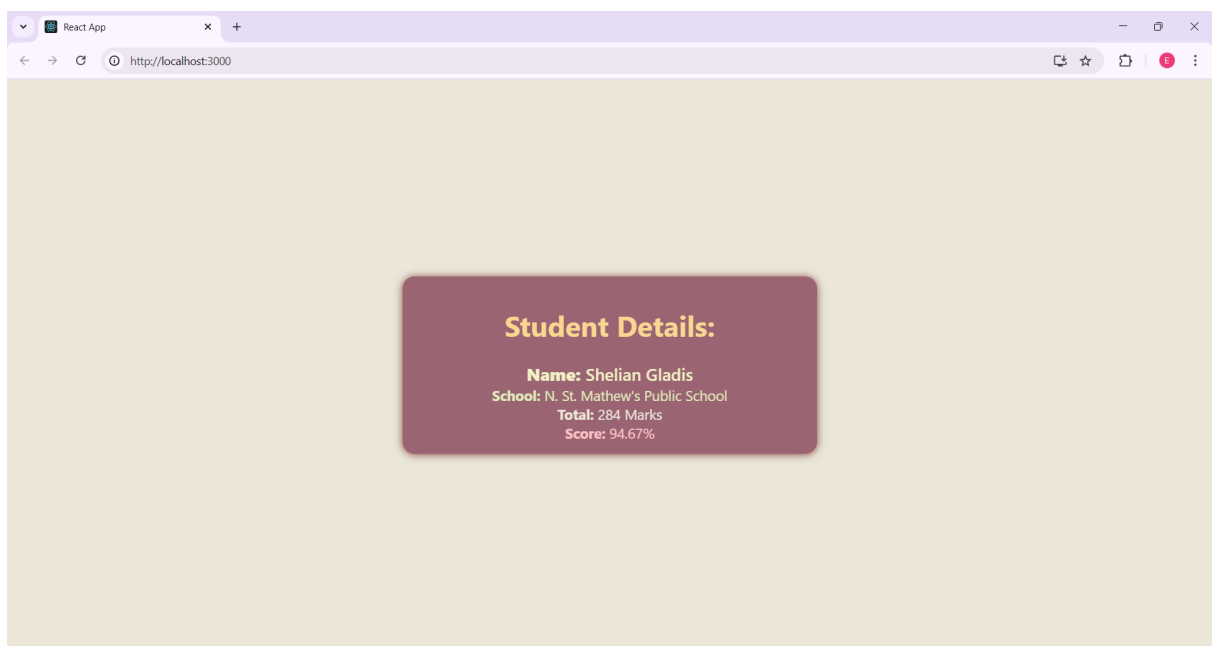 React App
http://localhost:3000
E
Student Details:
Name: Shelian Gladis
School: N. St. Mathew's Public School
Total: 284 Marks
Score: 94.67%